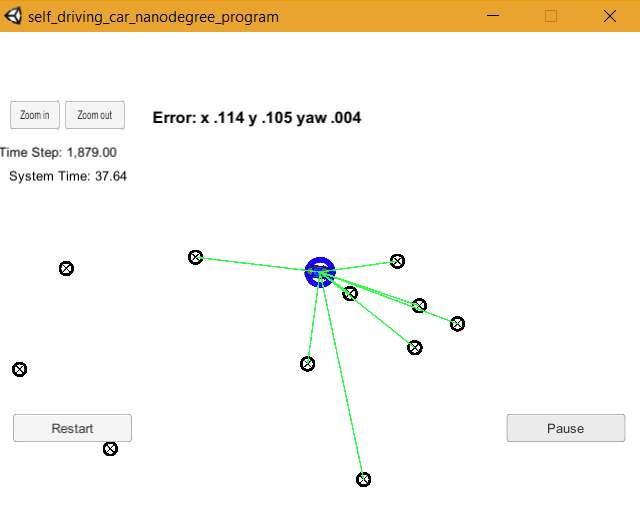 self_driving_car_nanodegree_program
Zoom in
Zoom out
Error: x .114 y .105 yaw .004
Time Step: 1,879.00
System Time: 37.64
Restart
Pause